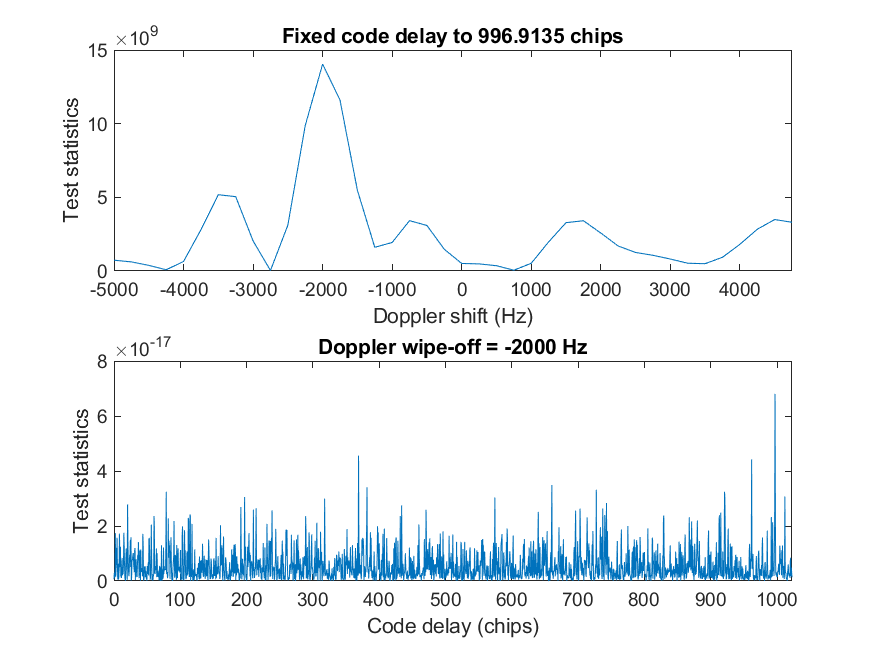 Fixed code delay to 996.9135 chips
×10^9
15
10
5
0
Test statistics
-5000 -4000 -3000 -2000 -1000 0 1000 2000 3000 4000
Doppler shift (Hz)
Doppler wipe-off = -2000 Hz
×10^-17
8
6
4
2
0
Test statistics
0 100 200 300 400 500 600 700 800 900 1000
Code delay (chips)